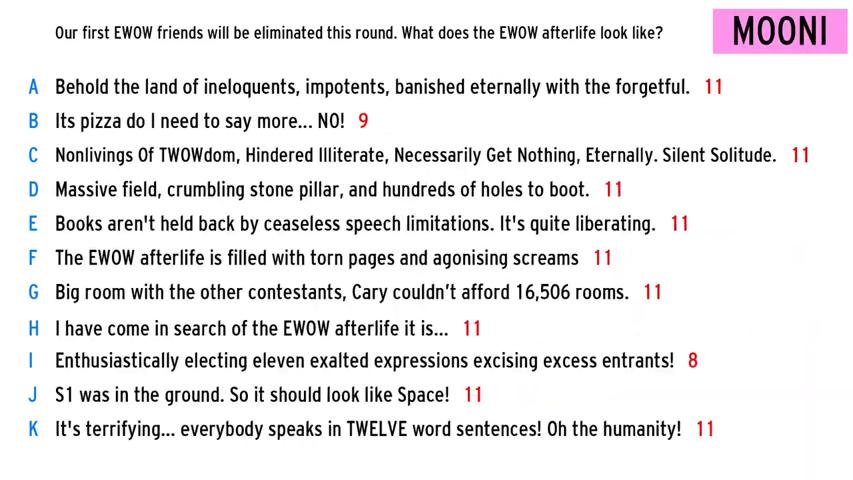 Our first EWOW friends will be eliminated this round. What does the EWOW afterlife look like?
MOONI
A Behold the land of ineloquents, impotents, banished eternally with the forgetful. 11
B Its pizza do I need to say more... NO! 9
C Nonlivings Of TWOWdom, Hindered Illiterate, Necessarily Get Nothing, Eternally. Silent Solitude. 11
D Massive field, crumbling stone pillar, and hundreds of holes to boot. 11
E Books aren't held back by ceaseless speech limitations. It's quite liberating. 11
F The EWOW afterlife is filled with torn pages and agonising screams 11
G Big room with the other contestants, Cary couldn't afford 16,506 rooms. 11
H I have come in search of the EWOW afterlife it is... 11
I Enthusiastically electing eleven exalted expressions excising excess entrants! 8
J S1 was in the ground. So it should look like Space! 11
K It's terrifying... everybody speaks in TWELVE word sentences! Oh the humanity! 11